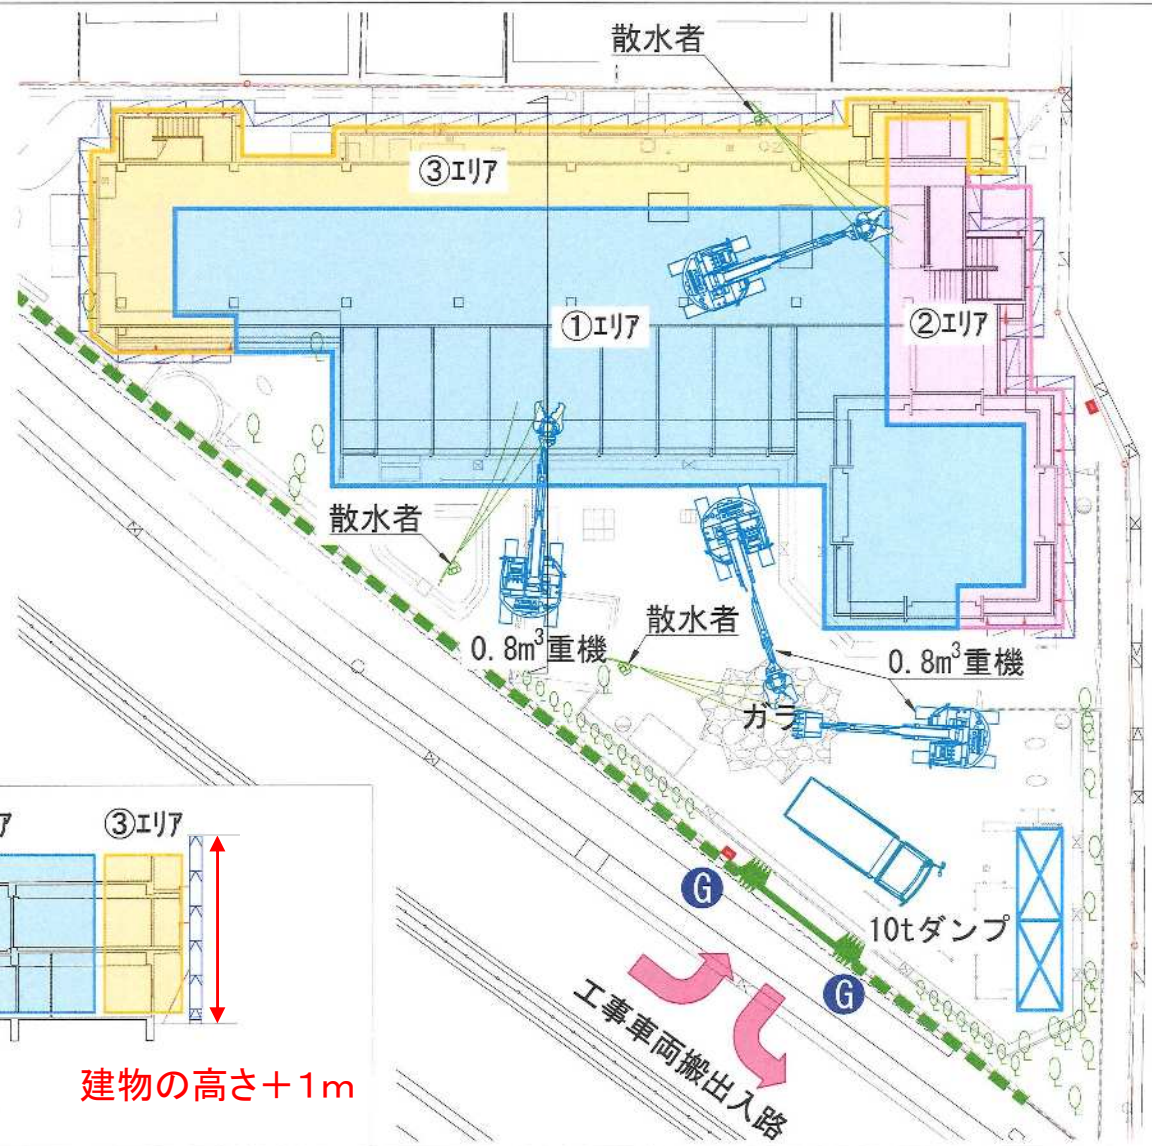 散水者
③エリア
①エリア
②エリア
散水者
散水者
0.8m³重機
0.8m³重機
ガラ
③エリア
G
10tダンプ
G
工事車両搬出入路
建物の高さ+1m